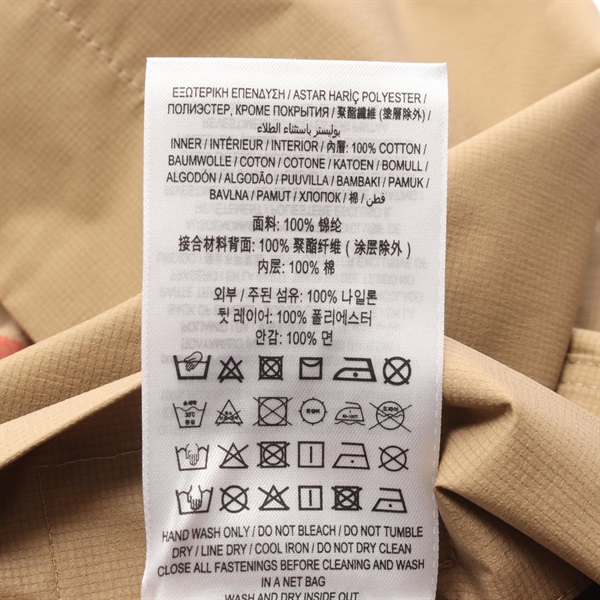 ΕΞΩΤΕΡΙΚΗ ΕΠΕΝΔΥΣΗ / ASTAR HARİÇ POLYESTER /
ПОЛИЭСТЕР, КРОМЕ ПОКРЫТИЯ / 聚酯纖維 (塗層除外) /
بوليستر باستثناء الطلاء
INNER / INTÉRIEUR / INTERIOR / 內層: 100% COTTON /
BAUMWOLLE / COTON / COTONE / KATOEN / BOMULL /
ALGODÓN / ALGODÃO / PUUVILLA / BAMBAKI / PAMUK /
BAVLNA / PAMUT / ХЛОПОК / 棉 / قطن
面料: 100% 锦纶
接合材料背面: 100% 聚酯纤维 ( 涂层除外 )
内层: 100% 棉
외부 / 주된 섬유: 100% 나일론
뒷 레이어: 100% 폴리에스터
안감: 100% 면
HAND WASH ONLY / DO NOT BLEACH / DO NOT TUMBLE
DRY / LINE DRY / COOL IRON / DO NOT DRY CLEAN
CLOSE ALL FASTENINGS BEFORE CLEANING AND WASH
IN A NET BAG
WASH AND DRY INSIDE OUT